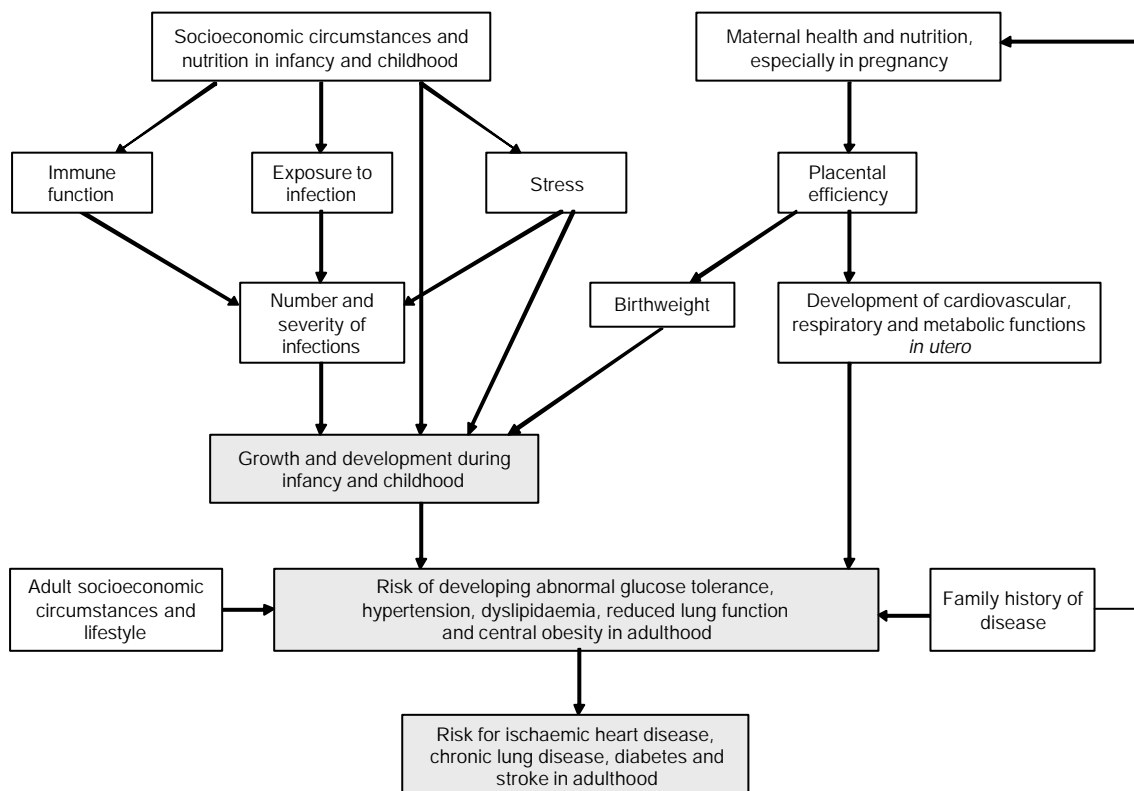 Socioeconomic circumstances and
nutrition in infancy and childhood
Maternal health and nutrition,
especially in pregnancy
Immune
function
Exposure to
infection
Stress
Placental
efficiency
Number and
severity of
infections
Birthweight
Development of cardiovascular,
respiratory and metabolic functions
in utero
Growth and development during
infancy and childhood
Adult socioeconomic
circumstances and
lifestyle
Risk of developing abnormal glucose tolerance,
hypertension, dyslipidaemia, reduced lung function
and central obesity in adulthood
Family history of
disease
Risk for ischaemic heart disease,
chronic lung disease, diabetes and
stroke in adulthood